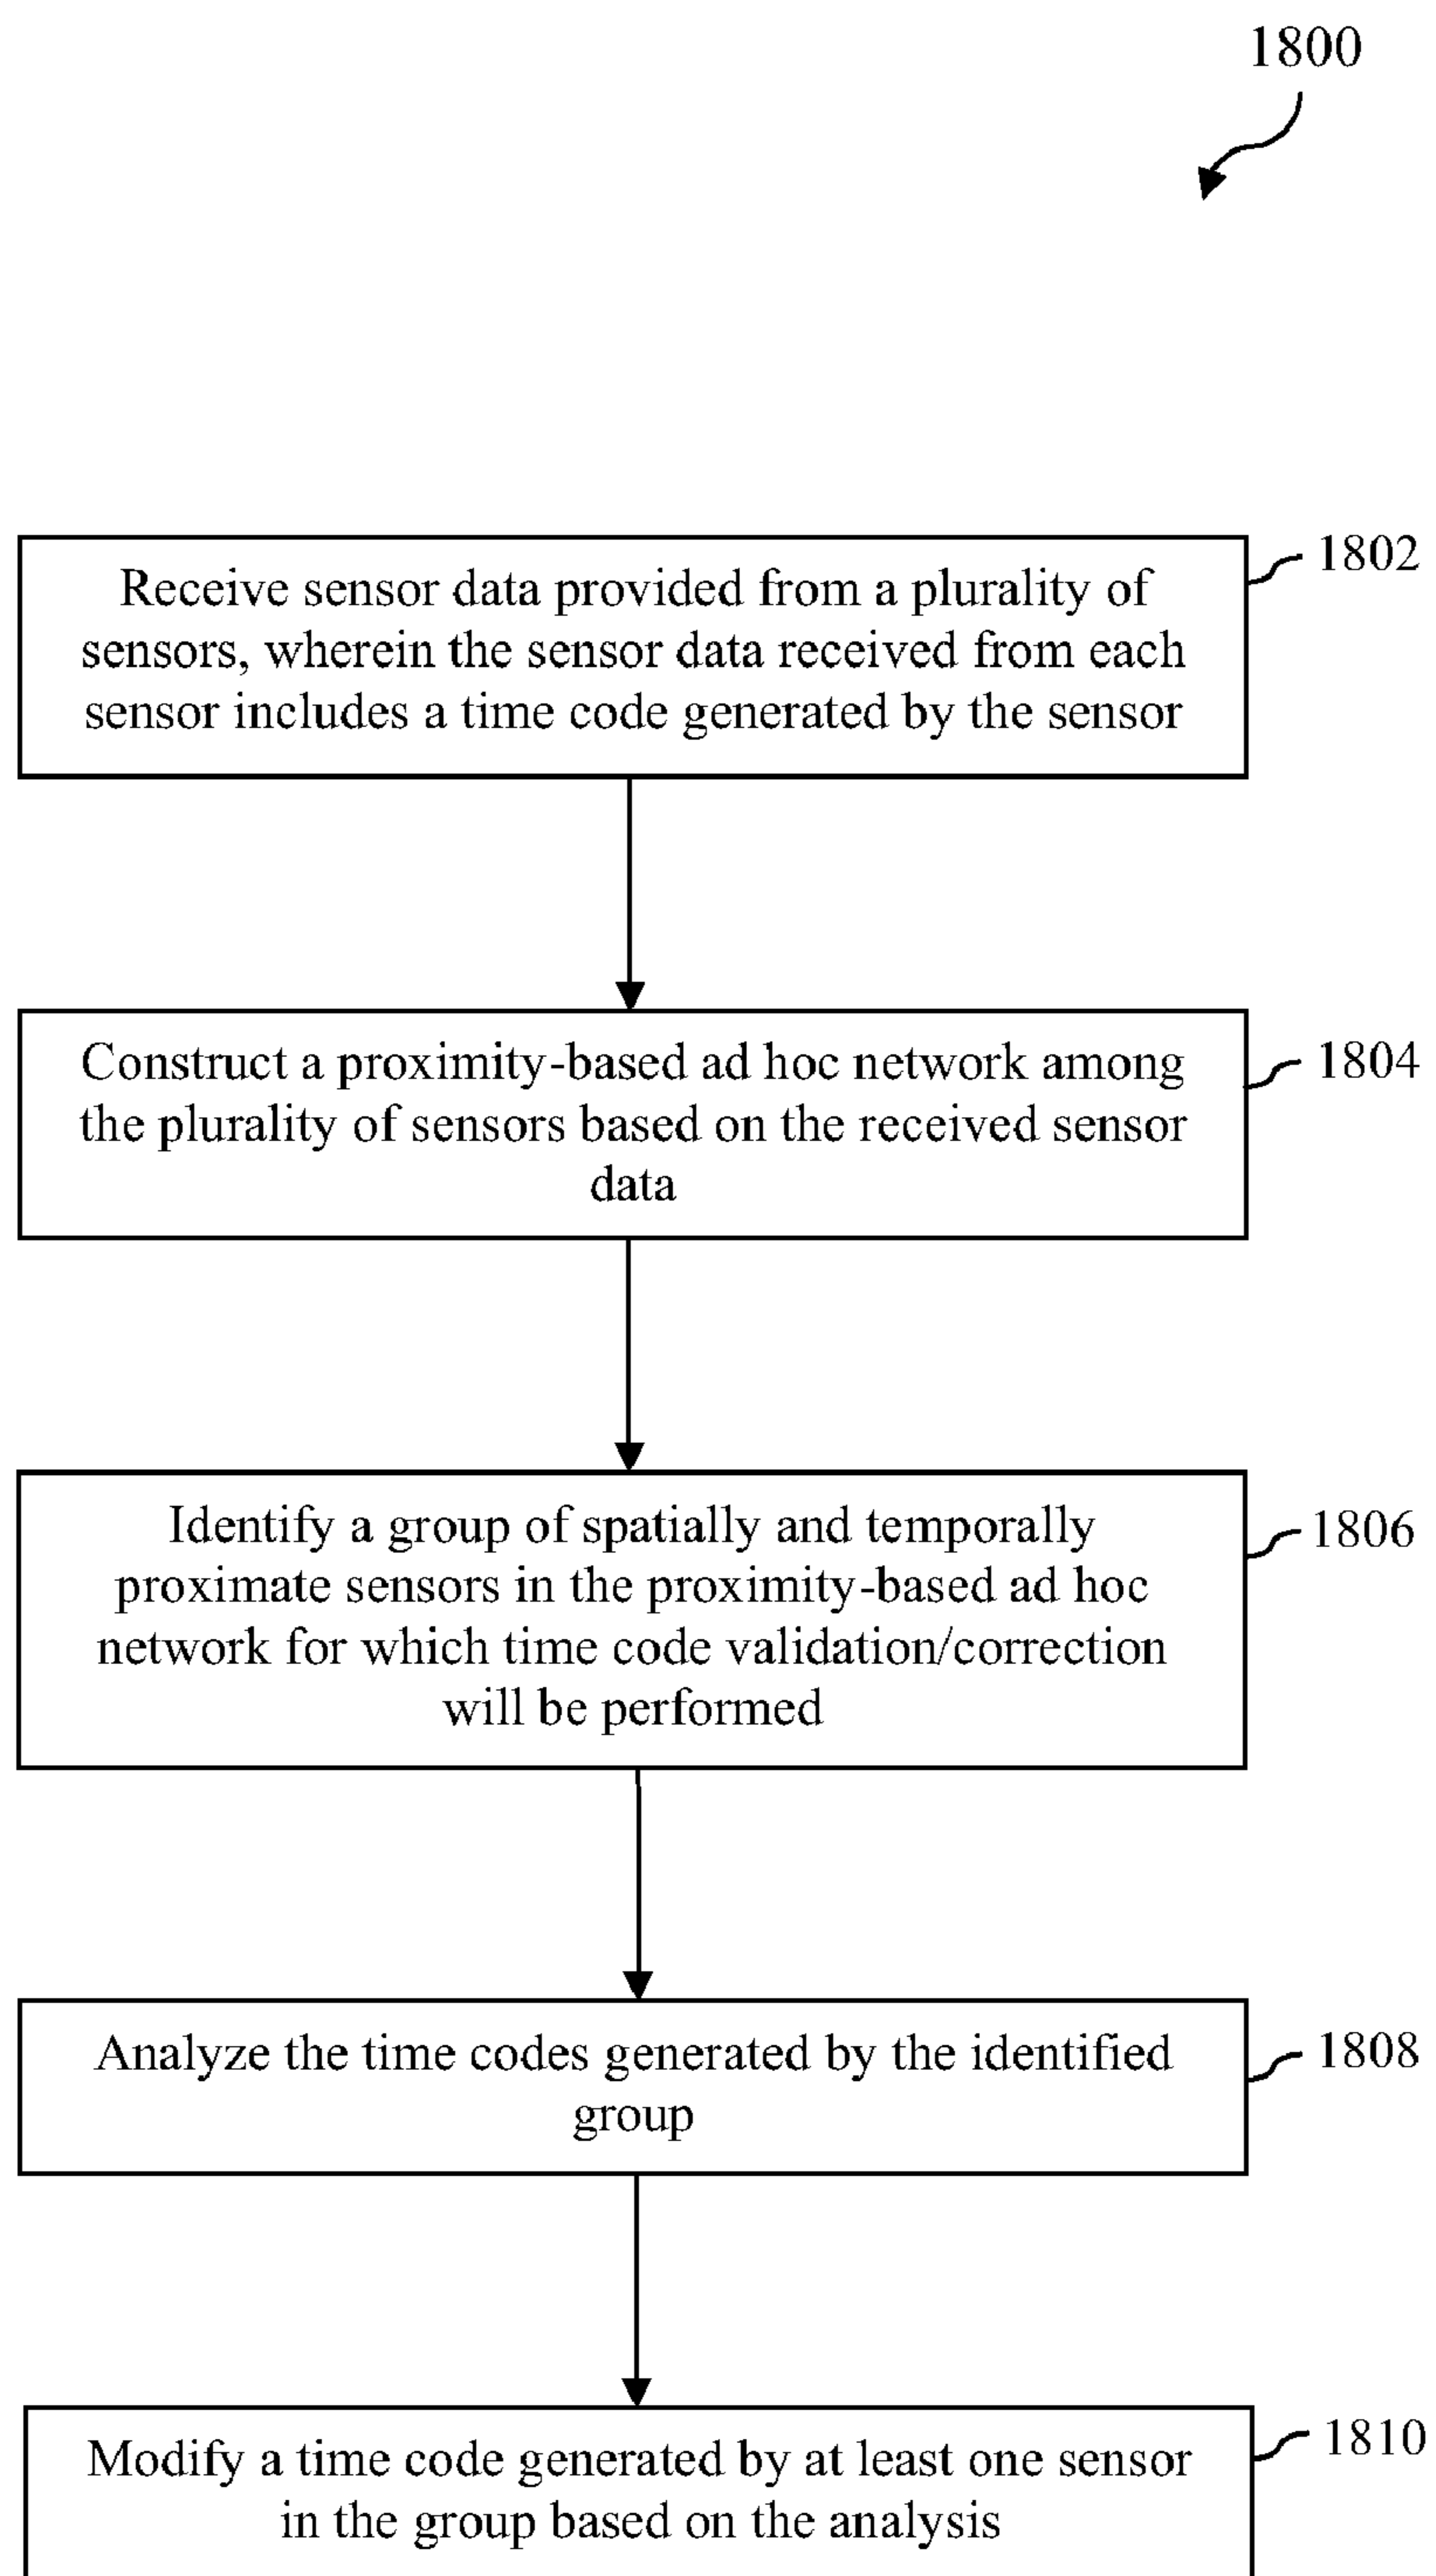 1800
Receive sensor data provided from a plurality of
sensors, wherein the sensor data received from each
sensor includes a time code generated by the sensor
1802
Construct a proximity-based ad hoc network among
the plurality of sensors based on the received sensor
data
1804
Identify a group of spatially and temporally
proximate sensors in the proximity-based ad hoc
network for which time code validation/correction
will be performed
1806
Analyze the time codes generated by the identified
group
1808
Modify a time code generated by at least one sensor
in the group based on the analysis
1810